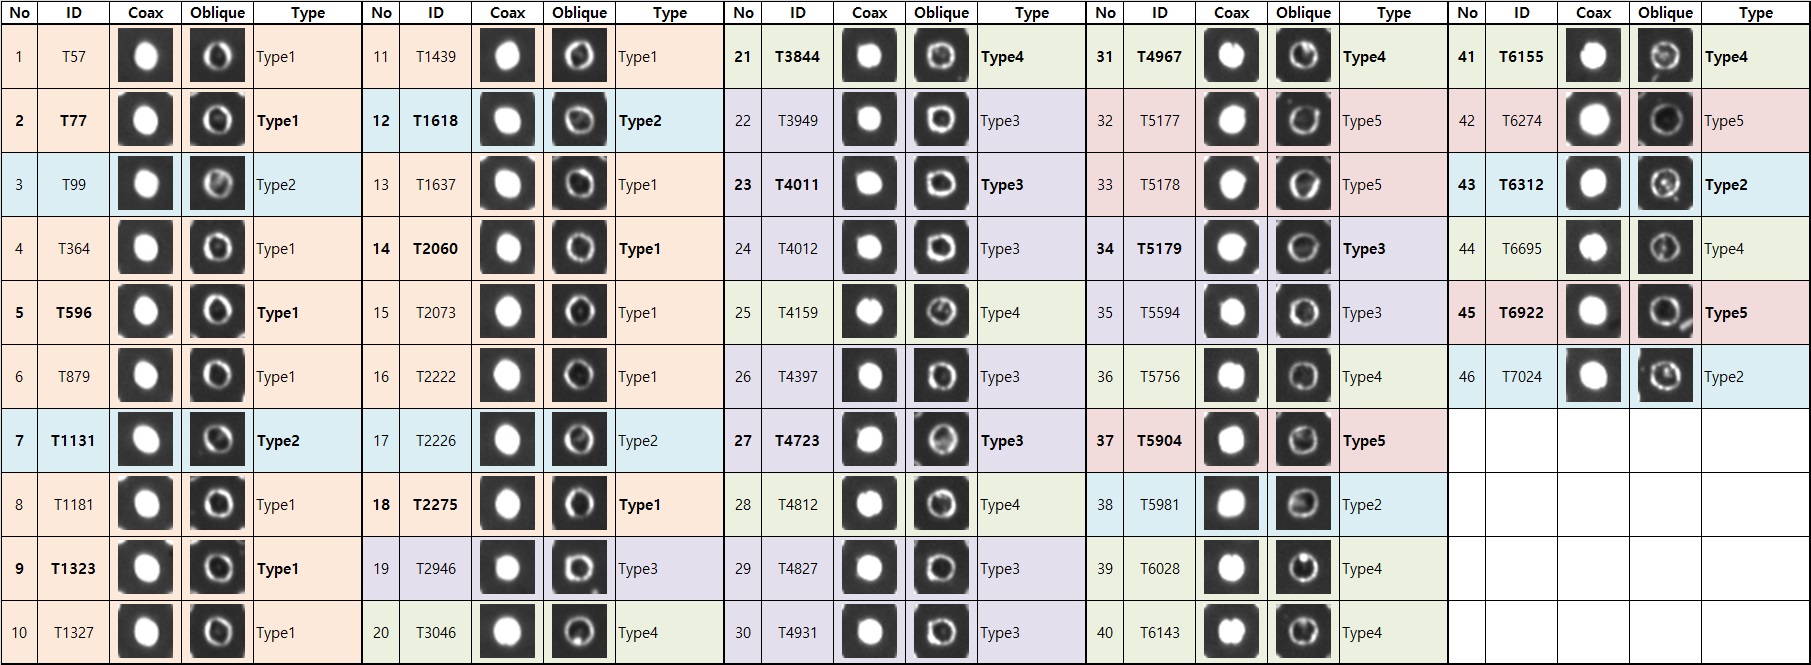 No ID Coax Oblique Type No ID Coax Oblique Type No ID Coax Oblique Type No ID Coax Oblique Type No ID Coax Oblique Type
1 T57 Type1 11 T1439 Type1 21 T3844 Type4 31 T4967 Type4 41 T6155 Type4
2 T77 Type1 12 T1618 Type2 22 T3949 Type3 32 T5177 Type5 42 T6274 Type5
3 T99 Type2 13 T1637 Type1 23 T4011 Type3 33 T5178 Type5 43 T6312 Type2
4 T364 Type1 14 T2060 Type1 24 T4012 Type3 34 T5179 Type3 44 T6695 Type4
5 T596 Type1 15 T2073 Type1 25 T4159 Type4 35 T5594 Type3 45 T6922 Type5
6 T879 Type1 16 T2222 Type1 26 T4397 Type3 36 T5756 Type4 46 T7024 Type2
7 T1131 Type2 17 T2226 Type2 27 T4723 Type3 37 T5904 Type5
8 T1181 Type1 18 T2275 Type1 28 T4812 Type4 38 T5981 Type2
9 T1323 Type1 19 T2946 Type3 29 T4827 Type3 39 T6028 Type4
10 T1327 Type1 20 T3046 Type4 30 T4931 Type3 40 T6143 Type4